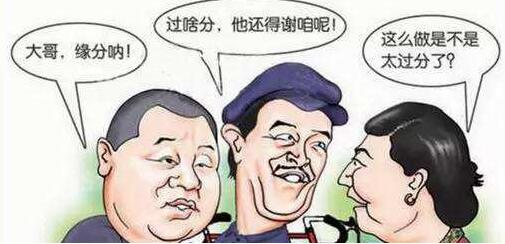 大哥，缘分呐！
过啥分，他还得谢咱呢！
这么做是不是
太过分了？